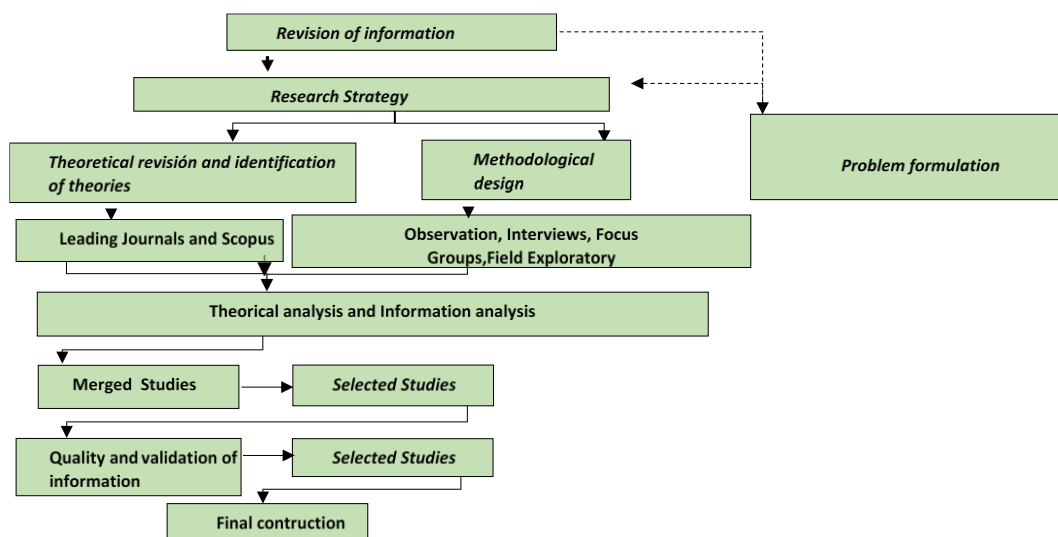 Revision of information
Research Strategy
Theoretical revisión and identification
of theories
Methodological
design
Problem formulation
Leading Journals and Scopus
Observation, Interviews, Focus
Groups,Field Exploratory
Theorical analysis and Information analysis
Merged Studies
Selected Studies
Quality and validation of
information
Selected Studies
Final contruction